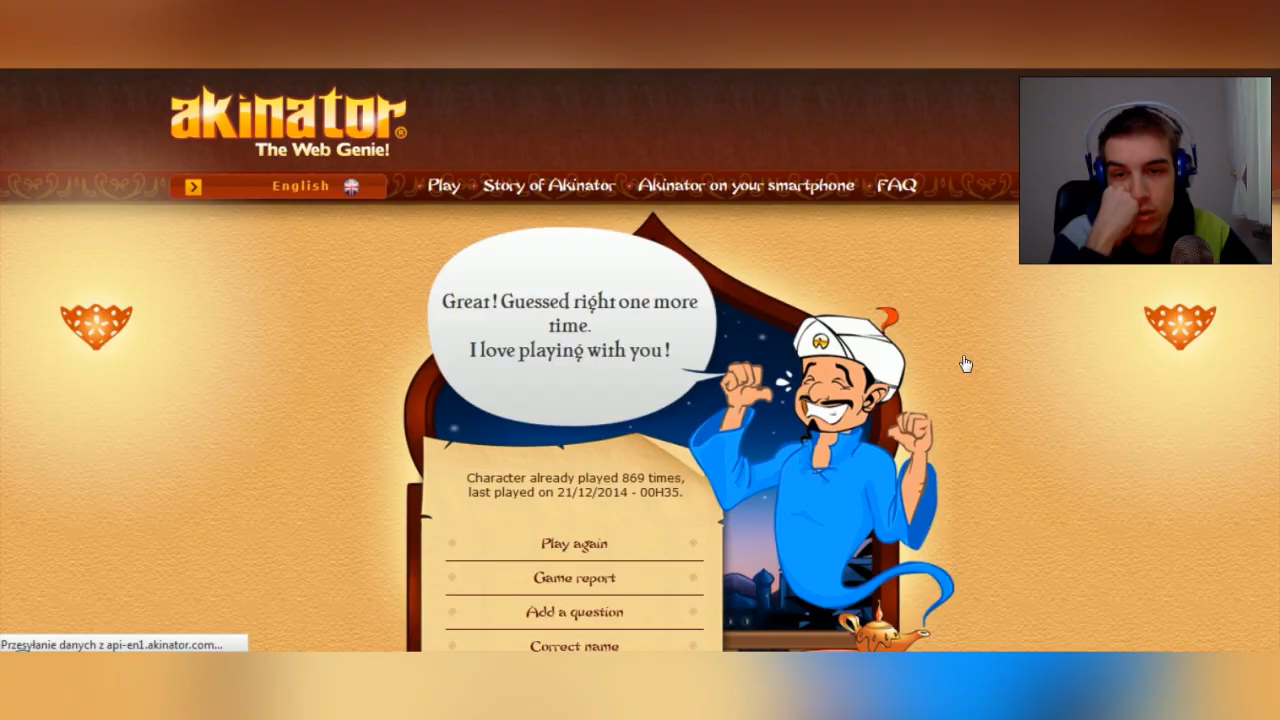 akinator®
The Web Genie!
English
Play
Story of Akinator
Akinator on your smartphone
FAQ
Great! Guessed right one more
time.
I love playing with you!
Character already played 869 times,
last played on 21/12/2014 - 00H35.
Play again
Game report
Add a question
Correct name
Przesyłanie danych z api-en1.akinator.com...